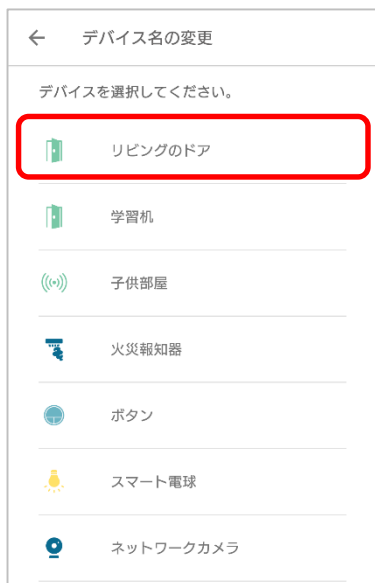 デバイス名の変更
デバイスを選択してください。
リビングのドア
学習机
子供部屋
火災報知器
ボタン
スマート電球
ネットワークカメラ